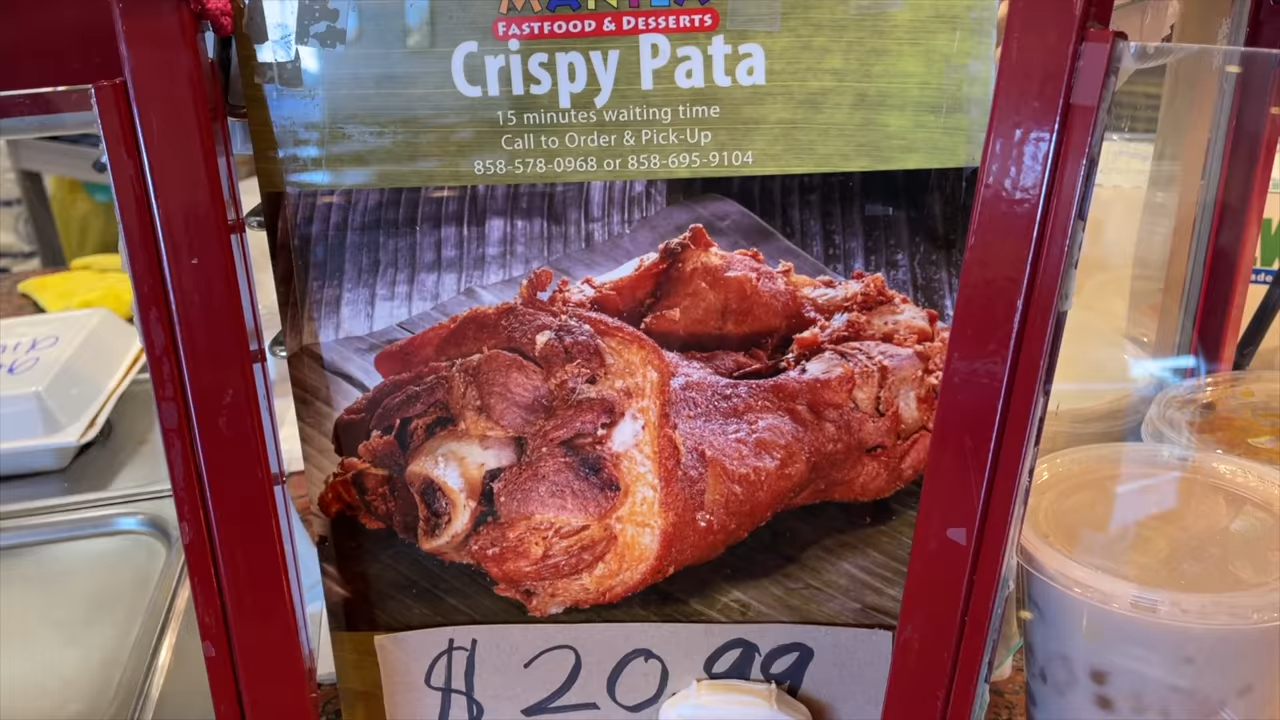 FASTFOOD & DESSERTS
Crispy Pata
15 minutes waiting time
Call to Order & Pick-Up
858-578-0968 or 858-695-9104
$20.99